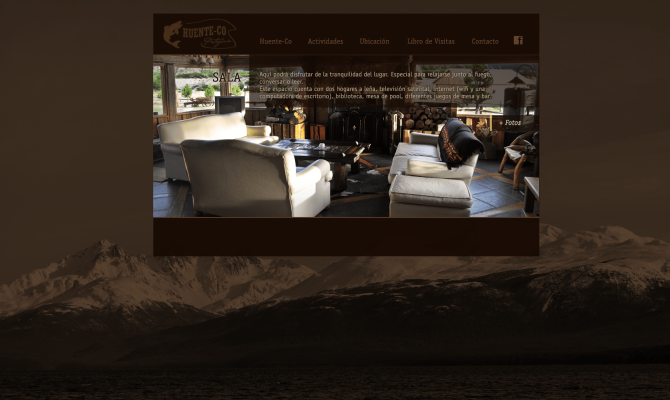 HUENTE-CO
Huente-Co Actividades Ubicación Libro de Visitas Contacto
SALA
Aquí podrá disfrutar de la tranquilidad del lugar. Especial para relajarse junto al fuego,
conversar o leer.
Este espacio cuenta con dos hogares a leña, televisión satelital, internet (wifi y una
computadora de escritorio), biblioteca, mesa de pool, diferentes juegos de mesa y bar.
+ Fotos